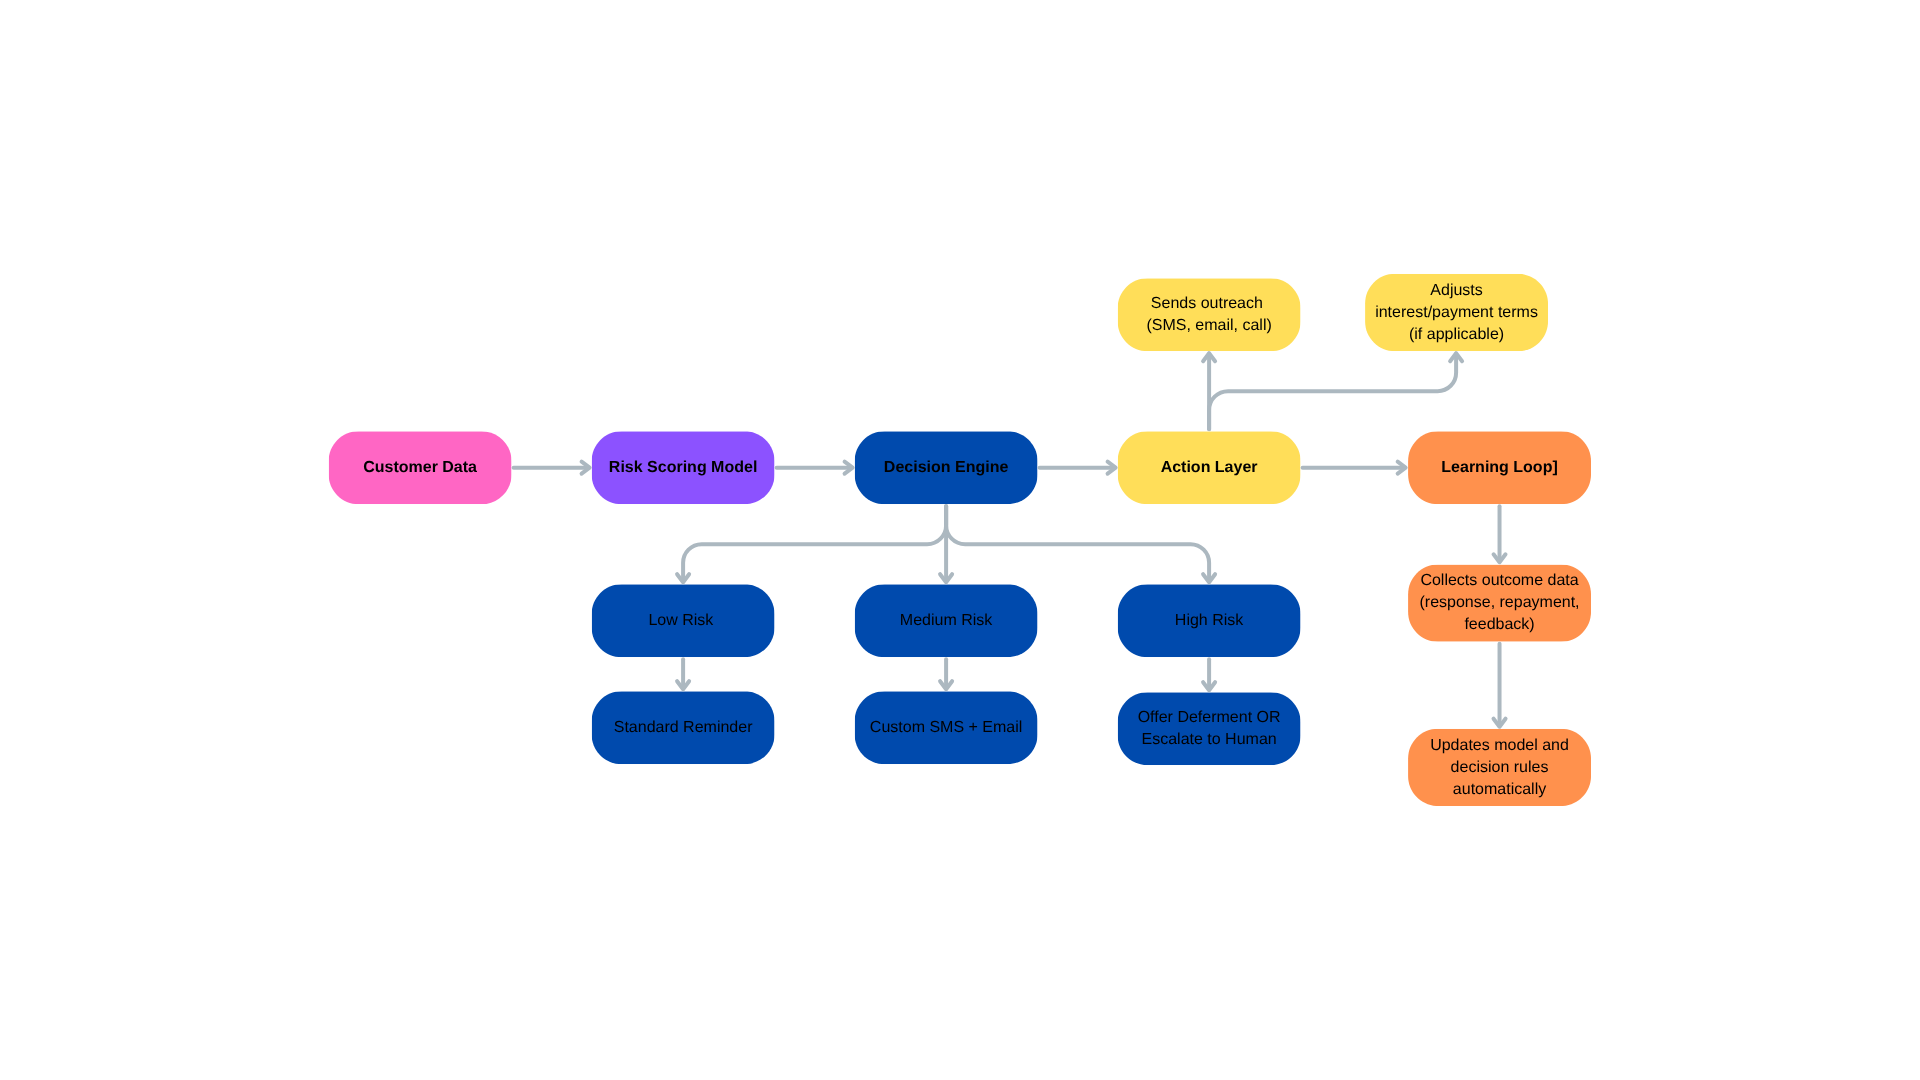 Sends outreach
(SMS, email, call)
Adjusts
interest/payment terms
(if applicable)
Customer Data
Risk Scoring Model
Decision Engine
Action Layer
Learning Loop]
Low Risk
Medium Risk
High Risk
Collects outcome data
(response, repayment,
feedback)
Standard Reminder
Custom SMS + Email
Offer Deferment OR
Escalate to Human
Updates model and
decision rules
automatically